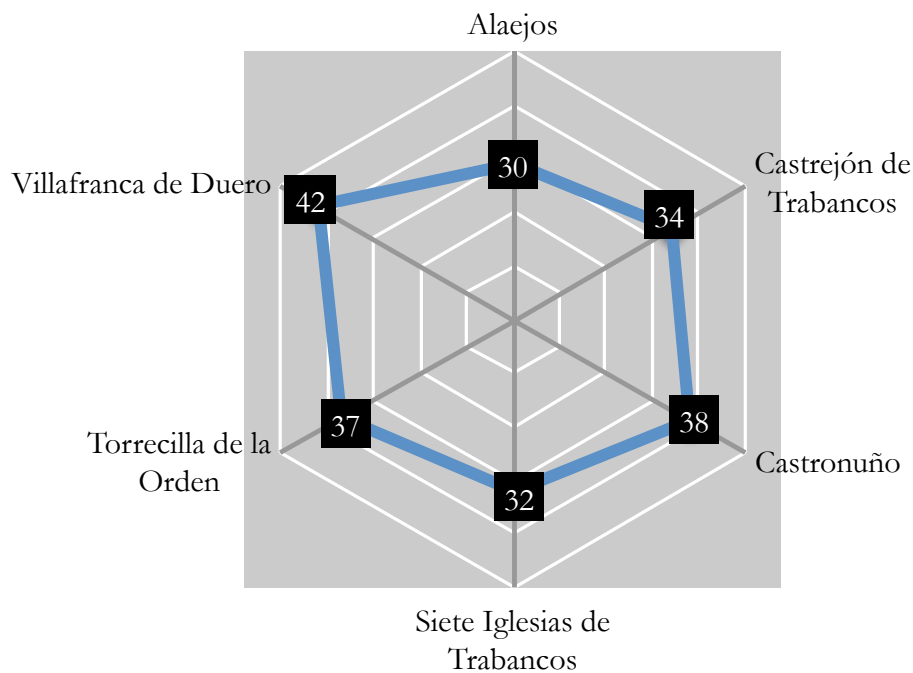 Alaejos
30
Castrejón de
Trabancos
34
Villafranca de Duero
42
Torrecilla de la
Orden
37
38
Castronuño
32
Siete Iglesias de
Trabancos